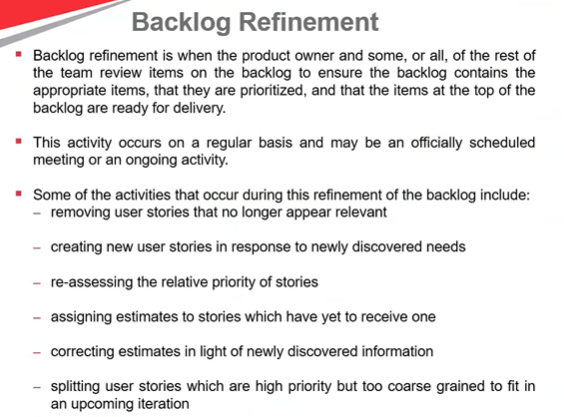 Backlog Refinement
▪ Backlog refinement is when the product owner and some, or all, of the rest of
the team review items on the backlog to ensure the backlog contains the
appropriate items, that they are prioritized, and that the items at the top of the
backlog are ready for delivery.
▪ This activity occurs on a regular basis and may be an officially scheduled
meeting or an ongoing activity.
▪ Some of the activities that occur during this refinement of the backlog include:
– removing user stories that no longer appear relevant
– creating new user stories in response to newly discovered needs
– re-assessing the relative priority of stories
– assigning estimates to stories which have yet to receive one
– correcting estimates in light of newly discovered information
– splitting user stories which are high priority but too coarse grained to fit in
an upcoming iteration